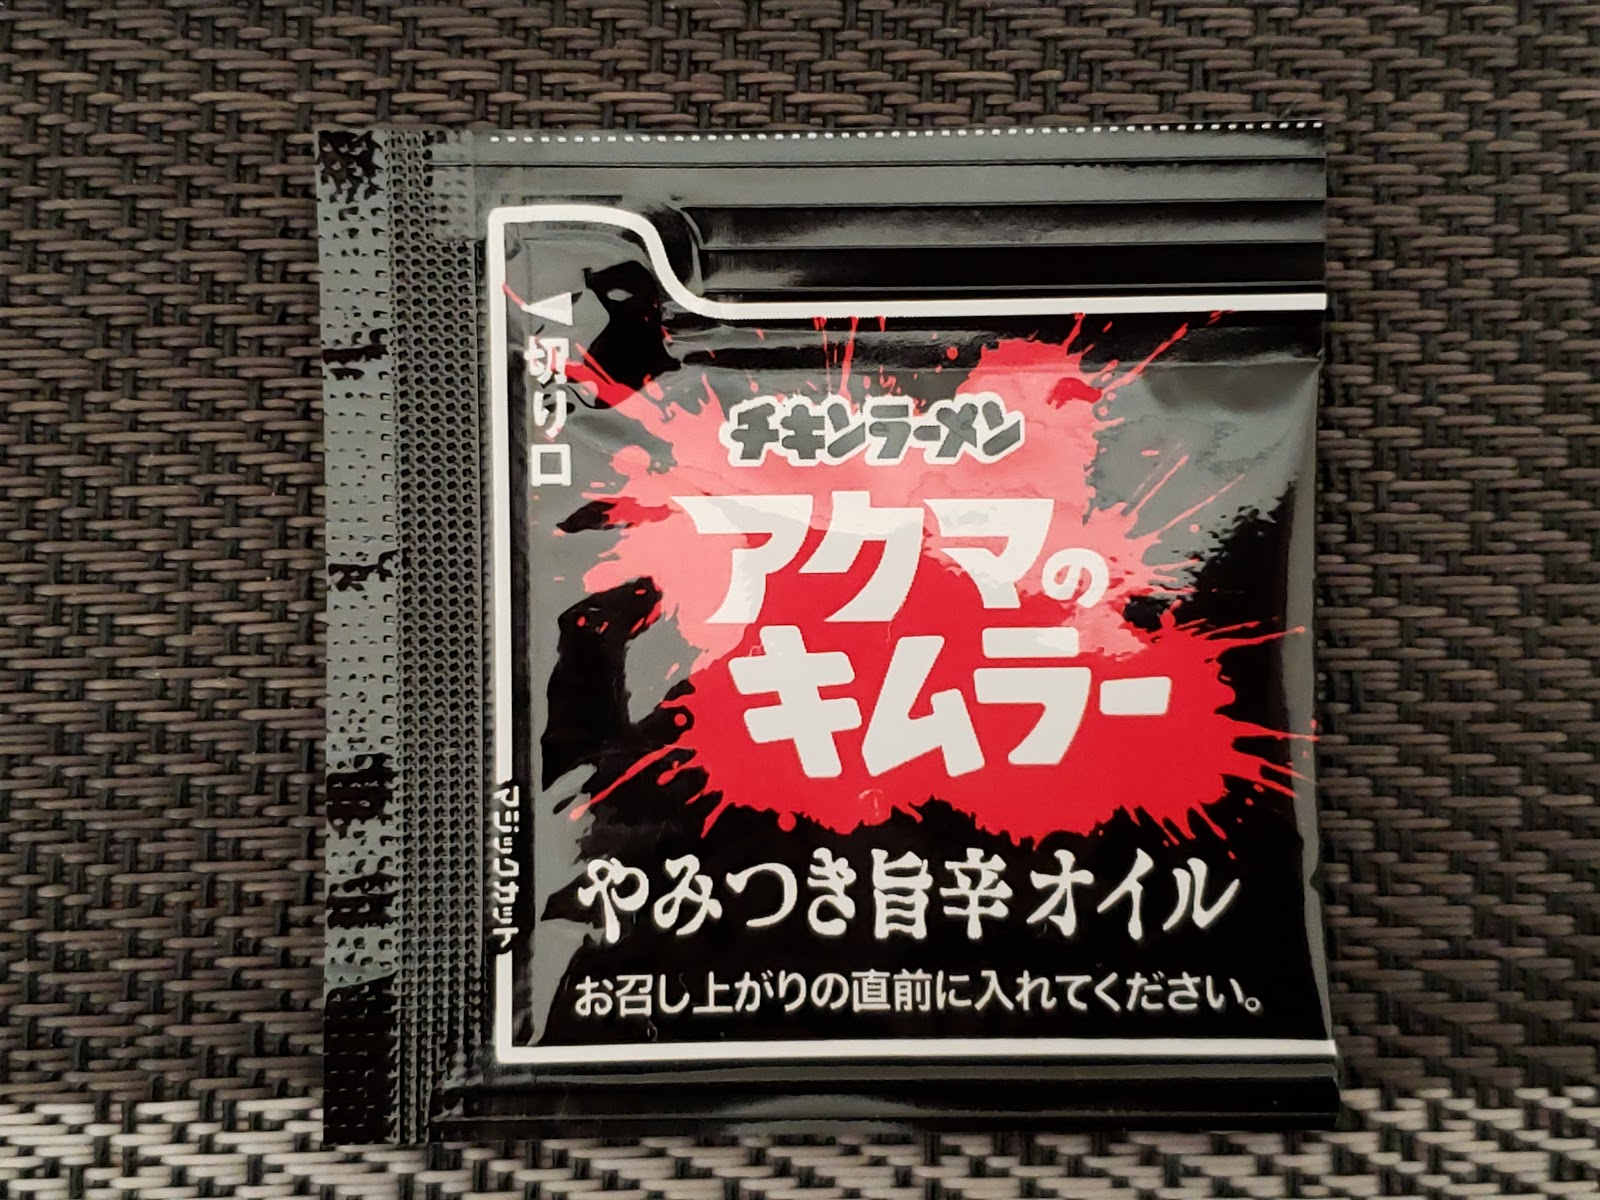 切り口
チキンラーメン
アクマの
キムラー
マジックカット
やみつき旨辛オイル
お召し上がりの直前に入れてください。